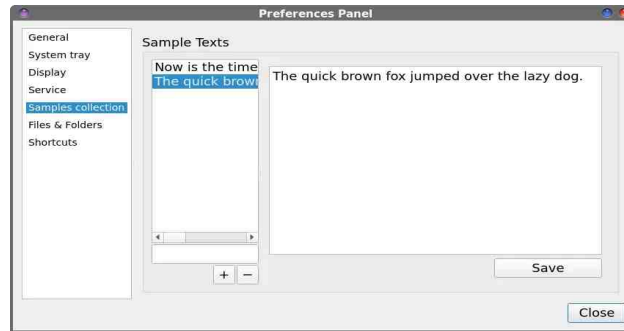 Preferences Panel
General
System tray
Display
Service
Samples collection
Files & Folders
Shortcuts
Sample Texts
Now is the time
The quick brown
The quick brown fox jumped over the lazy dog.
+ −
Save
Close